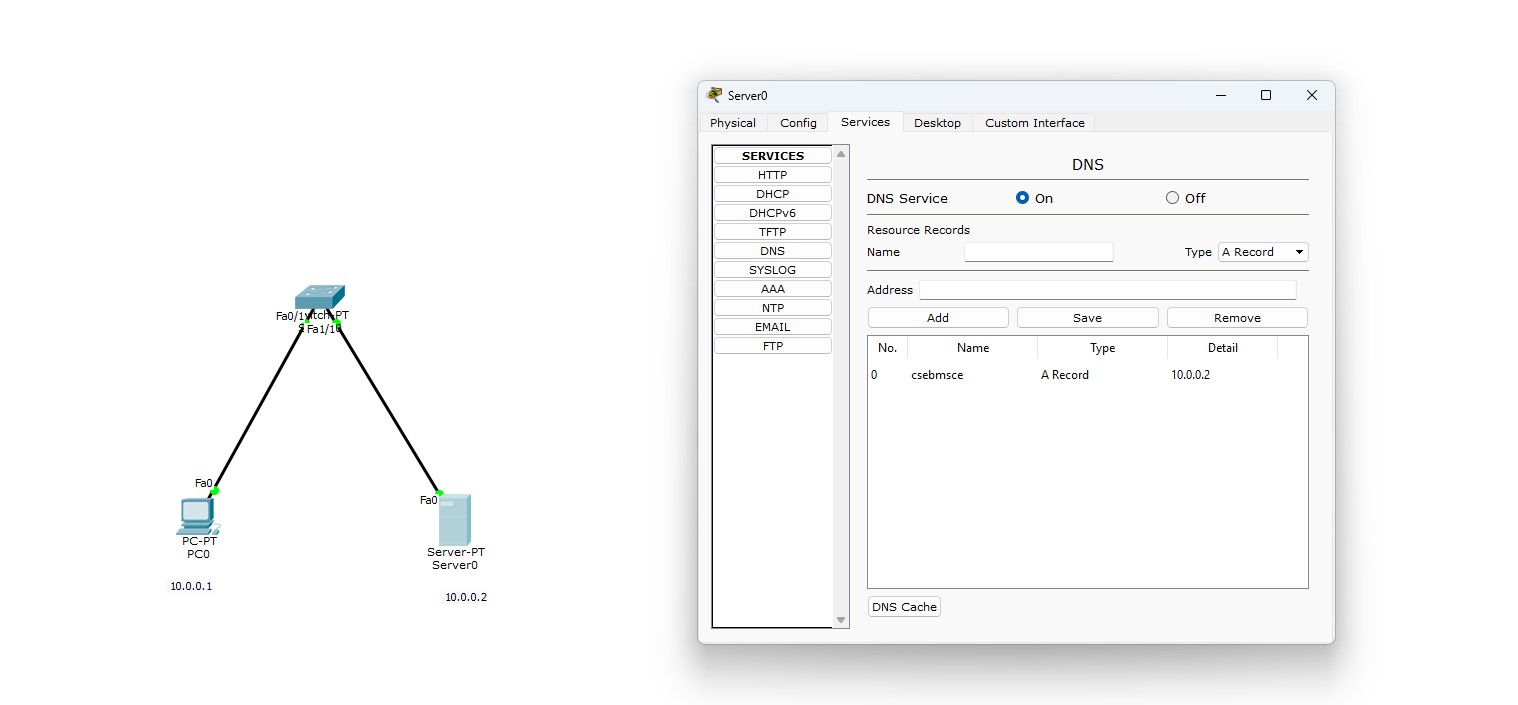 Server0
Physical Config Services Desktop Custom Interface
SERVICES
HTTP
DHCP
DHCPv6
TFTP
DNS
SYSLOG
AAA
NTP
EMAIL
FTP
DNS
DNS Service On Off
Resource Records
Name Type A Record
Address
Add Save Remove
No. Name Type Detail
0 csebmsce A Record 10.0.0.2
DNS Cache
Fa0/1
Fa1/1
Fa0
PC-PT
PC0
10.0.0.1
Fa0
Server-PT
Server0
10.0.0.2